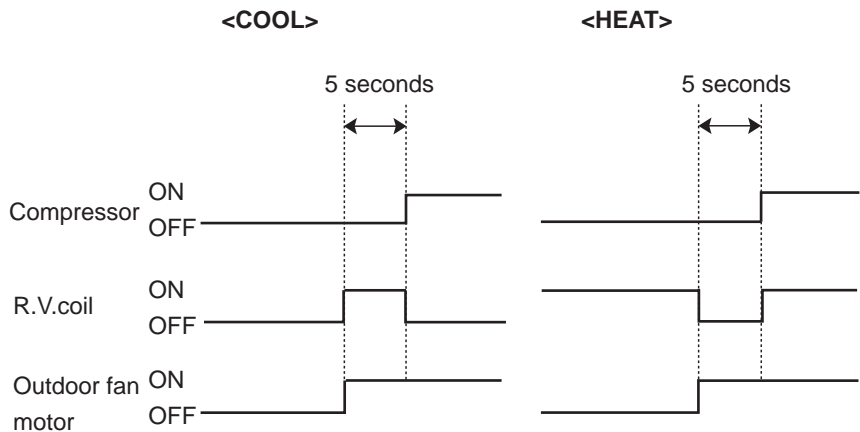 <COOL>
<HEAT>
5 seconds
5 seconds
Compressor
ON
OFF
R.V.coil
ON
OFF
Outdoor fan
motor
ON
OFF